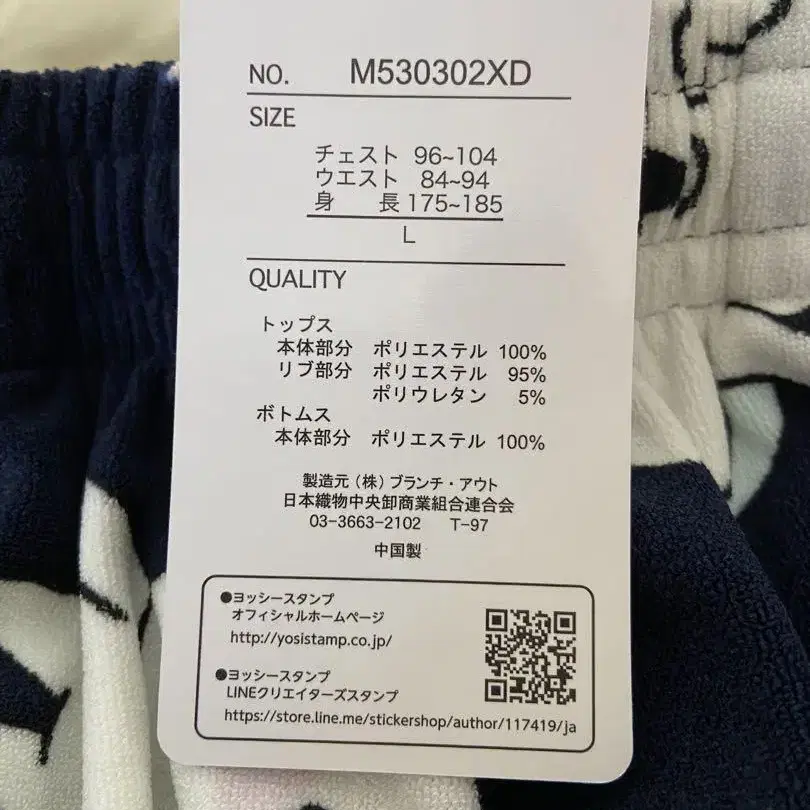 NO. M530302XD
SIZE
チェスト 96~104
ウエスト 84~94
身 長 175~185
L
QUALITY
トップス
本体部分 ポリエステル 100%
リブ部分 ポリエステル 95%
ポリウレタン 5%
ボトムス
本体部分 ポリエステル 100%
製造元(株)ブランチ・アウト
日本織物中央卸商業組合連合会
03-3663-2102 T-97
中国製
●ヨッシースタンプ
オフィシャルホームページ
http://yosistamp.co.jp/
●ヨッシースタンプ
LINEクリエイターズスタンプ
https://store.line.me/stickershop/author/117419/ja